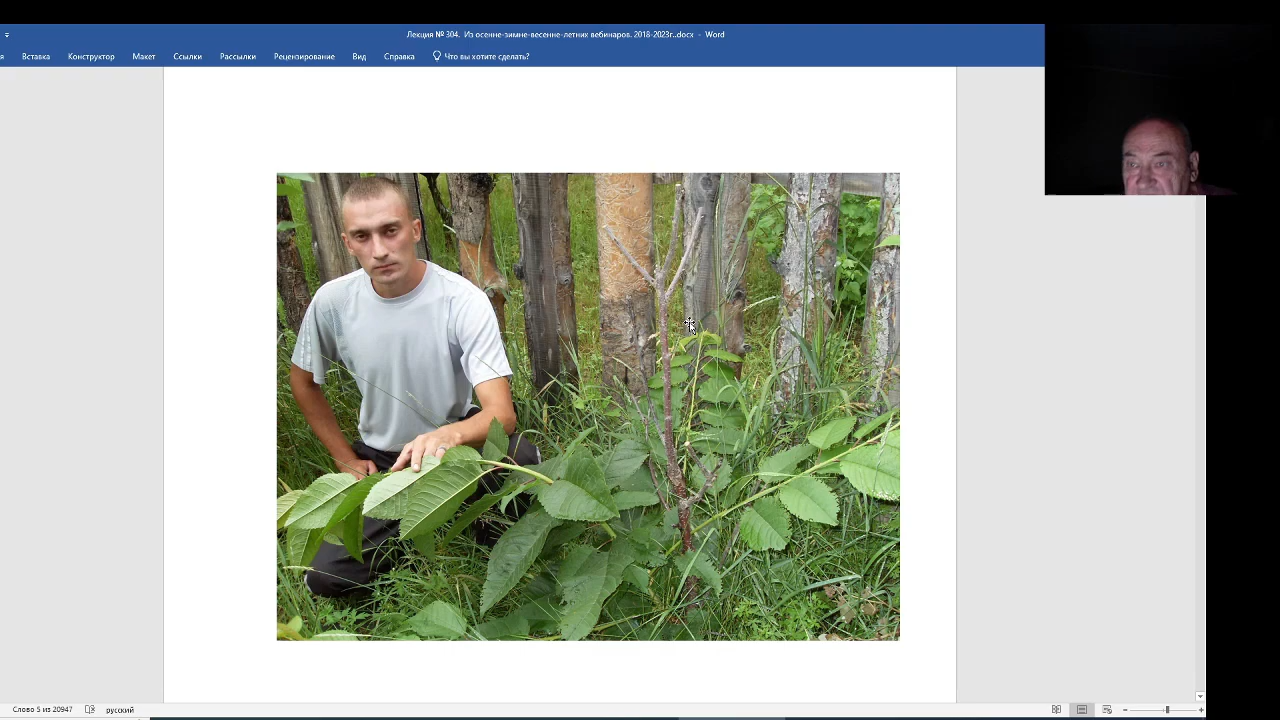 Лекция № 304. Из осенне-зимне-весенне-летних вебинаров. 2018-2023г..docx - Word
я Вставка Конструктор Макет Ссылки Рассылки Рецензирование Вид Справка Что вы хотите сделать?
Слово 5 из 20947 русский